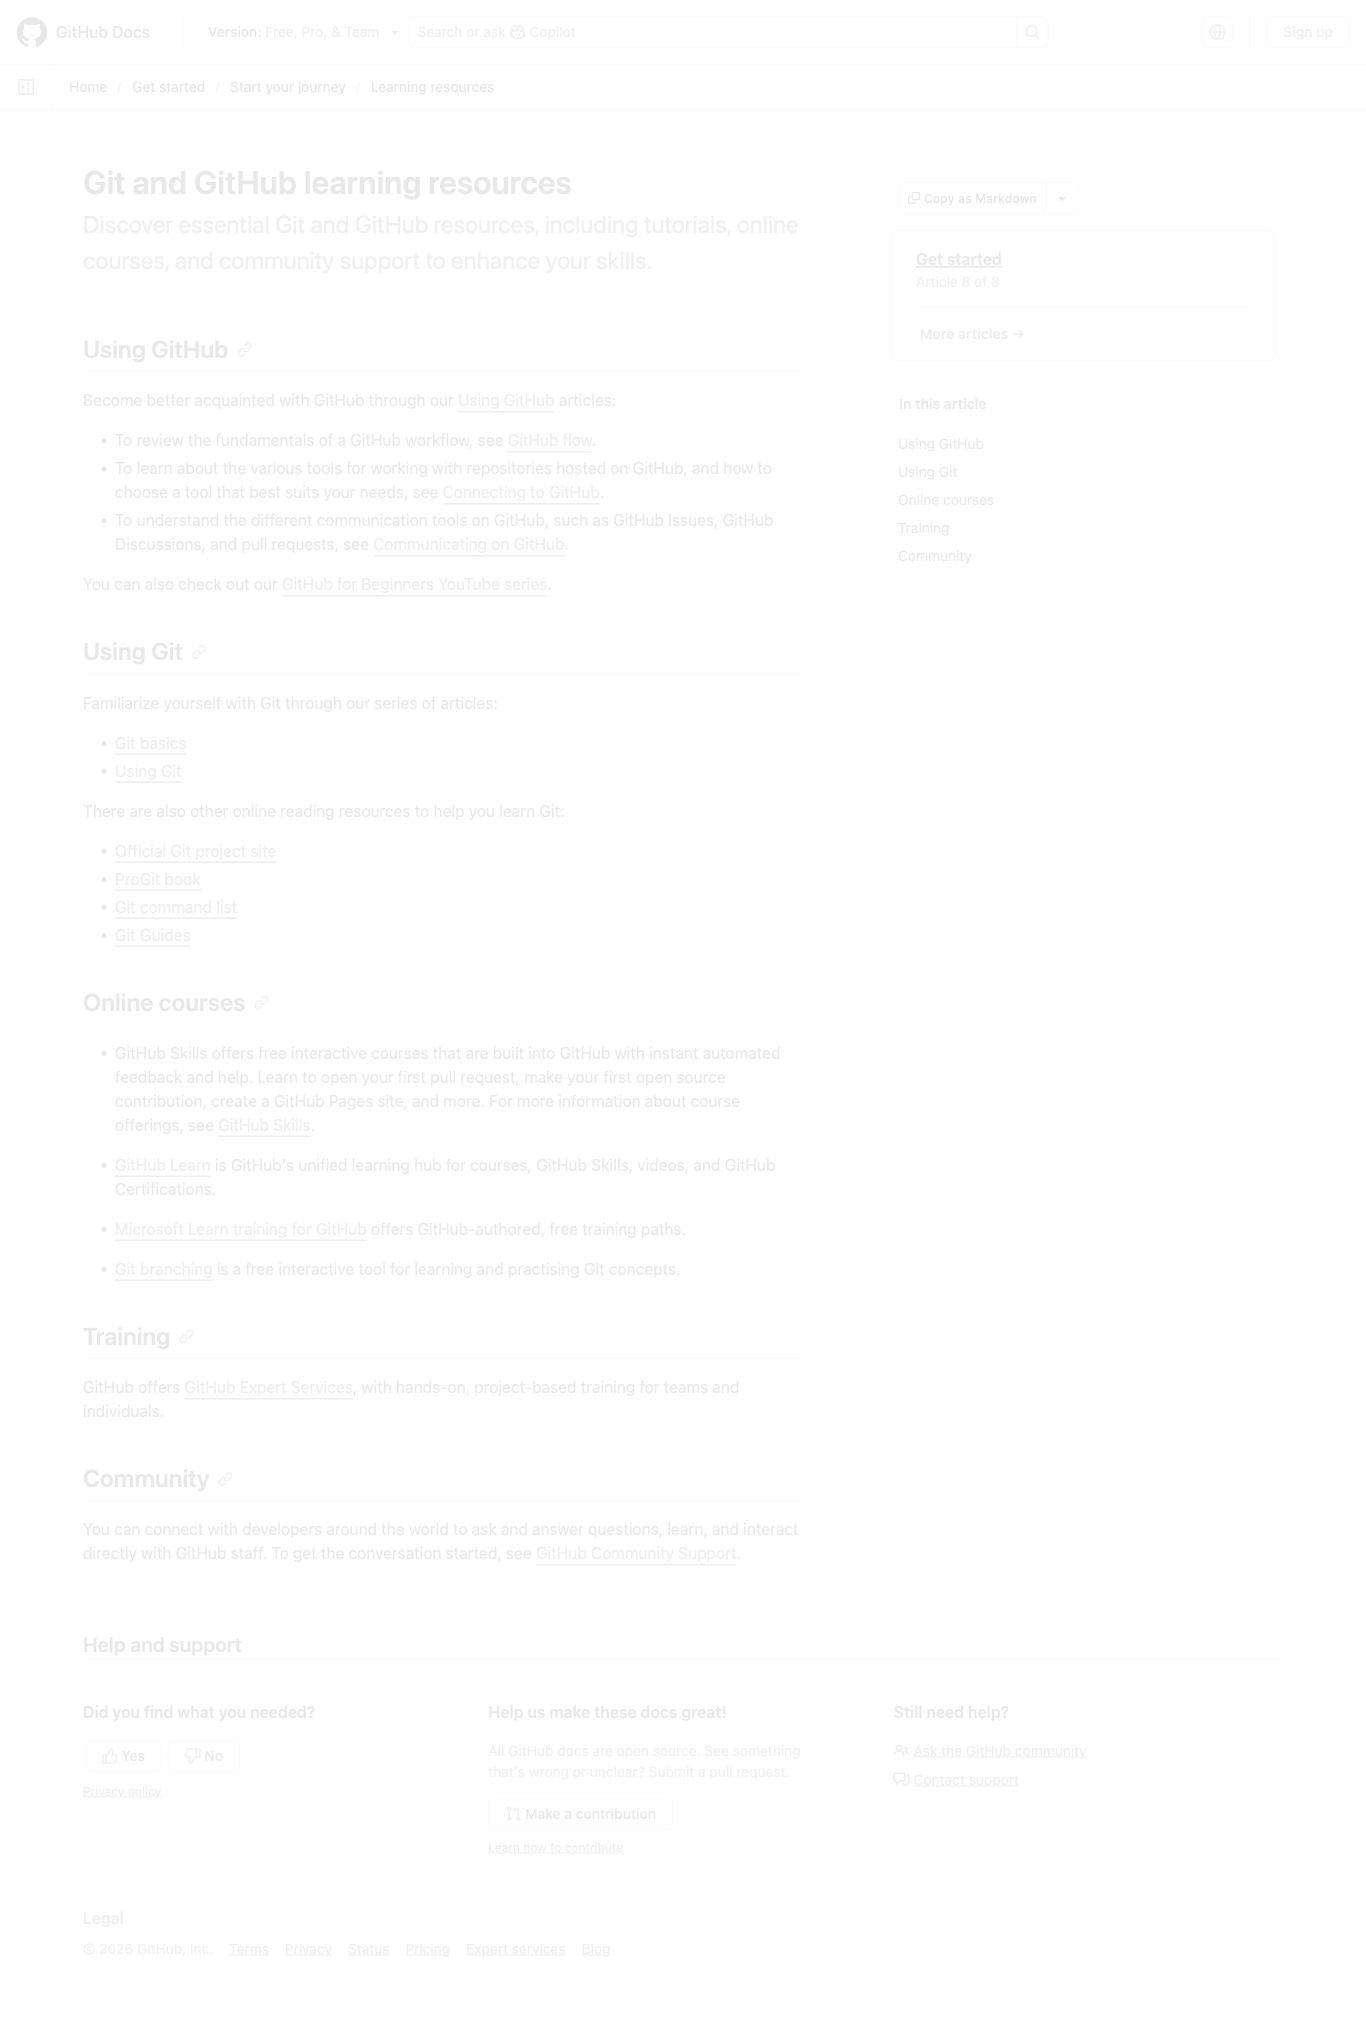 GitHub Docs
Version: Free, Pro, & Team
Search or ask Copilot
Sign up
Home / Get started / Start your journey / Learning resources
Git and GitHub learning resources
Discover essential Git and GitHub resources, including tutorials, online
courses, and community support to enhance your skills.
Copy as Markdown
Get started
Article 8 of 8
More articles →
In this article
Using GitHub
Using Git
Online courses
Training
Community
Using GitHub
Become better acquainted with GitHub through our Using GitHub articles:
• To review the fundamentals of a GitHub workflow, see GitHub flow.
• To learn about the various tools for working with repositories hosted on GitHub, and how to
choose a tool that best suits your needs, see Connecting to GitHub.
• To understand the different communication tools on GitHub, such as GitHub Issues, GitHub
Discussions, and pull requests, see Communicating on GitHub.
You can also check out our GitHub for Beginners YouTube series.
Using Git
Familiarize yourself with Git through our series of articles:
• Git basics
• Using Git
There are also other online reading resources to help you learn Git:
• Official Git project site
• ProGit book
• Git command list
• Git Guides
Online courses
• GitHub Skills offers free interactive courses that are built into GitHub with instant automated
feedback and help. Learn to open your first pull request, make your first open source
contribution, create a GitHub Pages site, and more. For more information about course
offerings, see GitHub Skills.
• GitHub Learn is GitHub's unified learning hub for courses, GitHub Skills, videos, and GitHub
Certifications.
• Microsoft Learn training for GitHub offers GitHub-authored, free training paths.
• Git branching is a free interactive tool for learning and practising Git concepts.
Training
GitHub offers GitHub Expert Services, with hands-on, project-based training for teams and
individuals.
Community
You can connect with developers around the world to ask and answer questions, learn, and interact
directly with GitHub staff. To get the conversation started, see GitHub Community Support.
Help and support
Did you find what you needed?
Yes
No
Privacy policy
Help us make these docs great!
All GitHub docs are open source. See something
that's wrong or unclear? Submit a pull request.
Make a contribution
Learn how to contribute
Still need help?
Ask the GitHub community
Contact support
Legal
© 2026 GitHub, Inc. Terms Privacy Status Pricing Expert services Blog